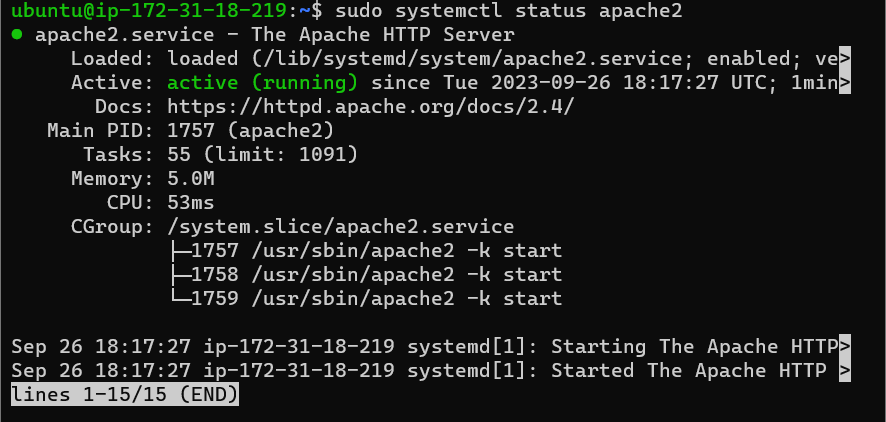 ubuntu@ip-172-31-18-219:~$ sudo systemctl status apache2
● apache2.service - The Apache HTTP Server
     Loaded: loaded (/lib/systemd/system/apache2.service; enabled; ve>
     Active: active (running) since Tue 2023-09-26 18:17:27 UTC; 1min>
       Docs: https://httpd.apache.org/docs/2.4/
   Main PID: 1757 (apache2)
      Tasks: 55 (limit: 1091)
     Memory: 5.0M
        CPU: 53ms
     CGroup: /system.slice/apache2.service
             ├─1757 /usr/sbin/apache2 -k start
             ├─1758 /usr/sbin/apache2 -k start
             └─1759 /usr/sbin/apache2 -k start

Sep 26 18:17:27 ip-172-31-18-219 systemd[1]: Starting The Apache HTTP>
Sep 26 18:17:27 ip-172-31-18-219 systemd[1]: Started The Apache HTTP >
lines 1-15/15 (END)